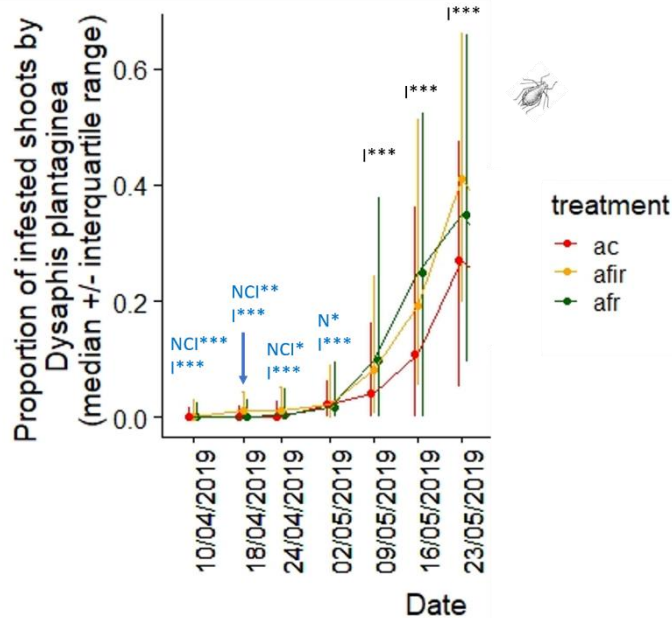 Proportion of infested shoots by
Dysaphis plantaginea
(median +/- interquartile range)
0.6
0.4
0.2
0.0
NCI***
I***
NCI**
I***
NCI*
I***
N*
I***
I***
I***
I***
10/04/2019
18/04/2019
24/04/2019
02/05/2019
09/05/2019
16/05/2019
23/05/2019
Date
treatment
ac
afir
afr